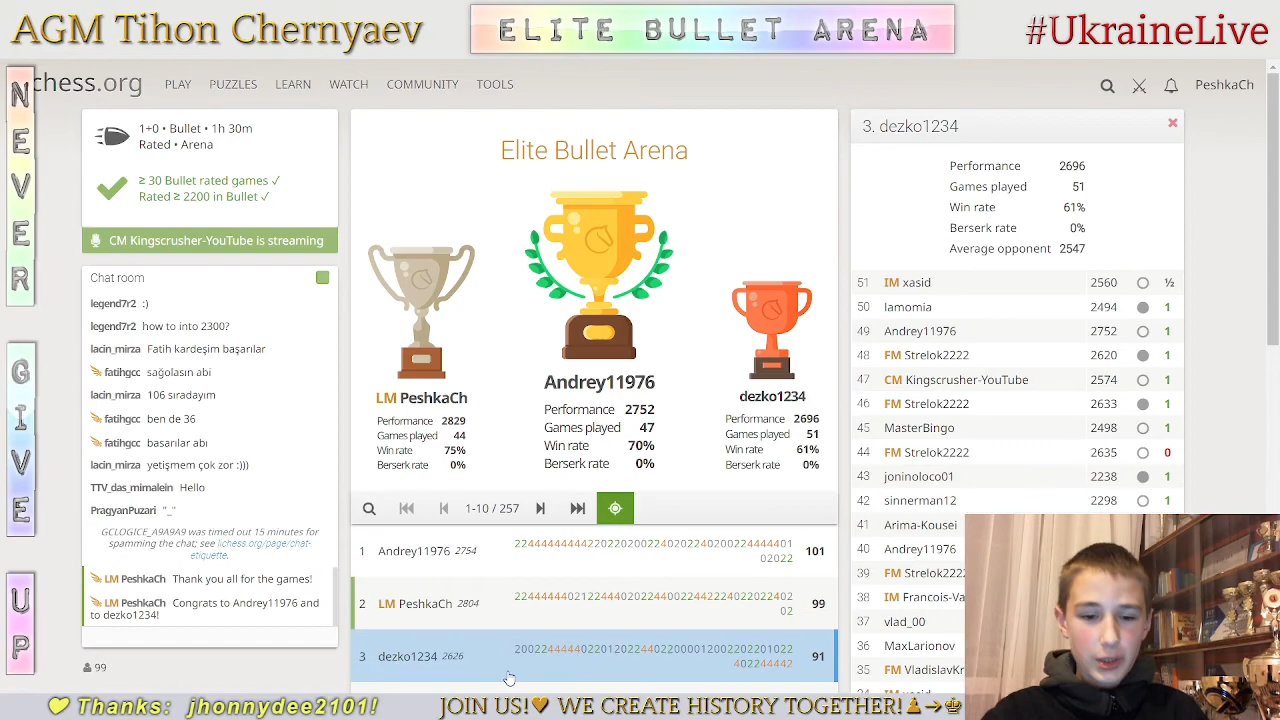 AGM Tihon Chernyaev
ELITE BULLET ARENA
#UkraineLive
NEVER
GIVE
UP
chess.org
PLAY PUZZLES LEARN WATCH COMMUNITY TOOLS
PeshkaCh
1+0 • Bullet • 1h 30m
Rated • Arena
≥ 30 Bullet rated games ✓
Rated ≥ 2200 in Bullet ✓
CM Kingscrusher-YouTube is streaming
Chat room
legend7r2 :)
legend7r2 how to into 2300?
lacin_mirza Fatih kardeşim başarılar
fatihgcc sağolasın abi
lacin_mirza 106 sıradayım
fatihgcc ben de 36
fatihgcc basarılar abı
lacin_mirza yetişmem çok zor :)))
TTV_das_mimalein Hello
PragyanPuzari "_"
GCLOGICE_A9A9A9 was timed out 15 minutes for
spamming the chat; see lichess.org/page/chat-
etiquette.
LM PeshkaCh Thank you all for the games!
LM PeshkaCh Congrats to Andrey11976 and
to dezko1234!
99
Elite Bullet Arena
LM PeshkaCh
Performance 2829
Games played 44
Win rate 75%
Berserk rate 0%
Andrey11976
Performance 2752
Games played 47
Win rate 70%
Berserk rate 0%
dezko1234
Performance 2696
Games played 51
Win rate 61%
Berserk rate 0%
1-10 / 257
1 Andrey11976 2754 22444444444220220200224020220240200224444401
02022 101
2 LM PeshkaCh 2804 99
02
3 dezko1234 2626 91
3. dezko1234
Performance 2696
Games played 51
Win rate 61%
Berserk rate 0%
Average opponent 2547
51 IM xasid 2560 ½
50 lamomia 2494 1
49 Andrey11976 2752 1
48 FM Strelok2222 2620 1
47 CM Kingscrusher-YouTube 2574 1
46 FM Strelok2222 2633 1
45 MasterBingo 2498 1
44 FM Strelok2222 2635 0
43 joninoloco01 2238 1
42 sinnerman12 2298 1
41 Arima-Kousei
40 Andrey11976
39 FM Strelok222
38 IM Francois-Va
37 vlad_00
36 MaxLarionov
35 FM VladislavKr
Thanks: jhonnydee2101!
JOIN US! WE CREATE HISTORY TOGETHER!